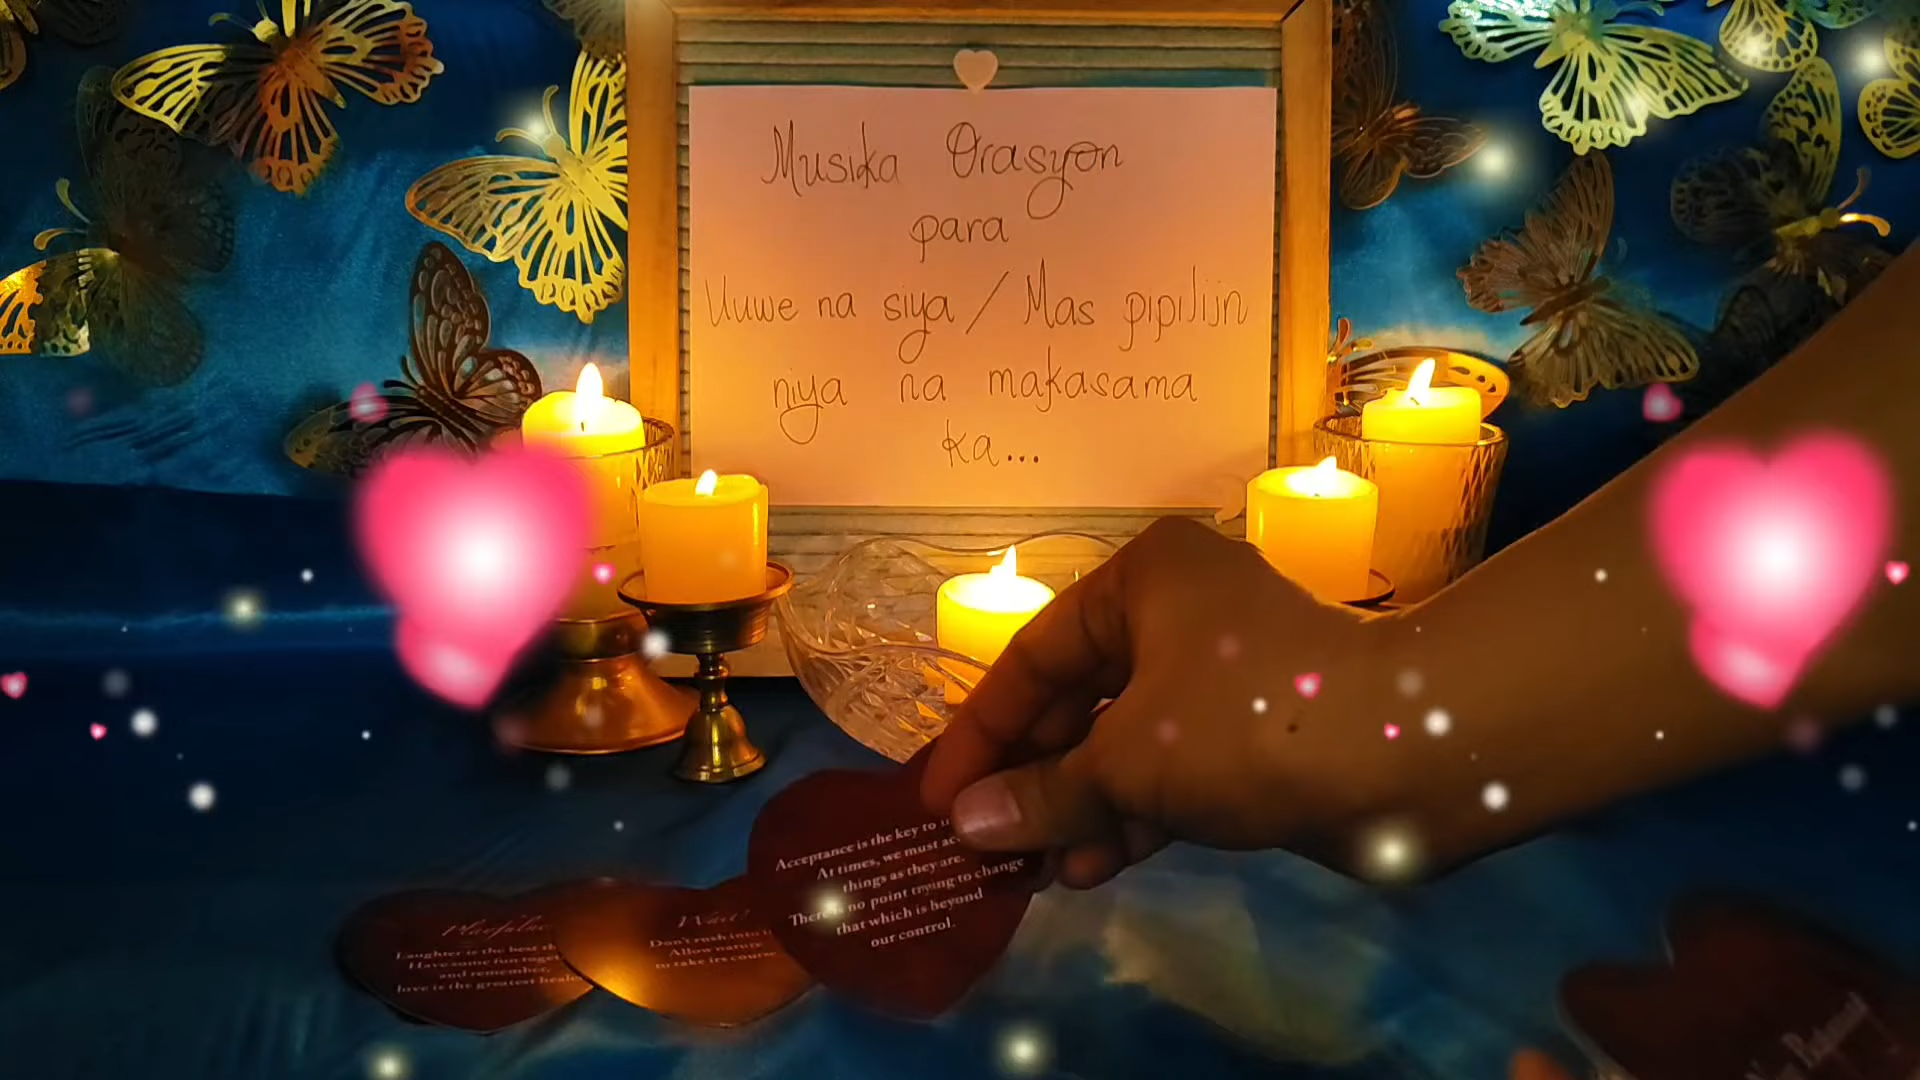 Musika Orasyon
para
Uuwe na siya / Mas pipiliin
niya na makasama
ka...
Acceptance is the key to
At times, we must
things as they are.
There is no point trying to change
that which is beyond
our control.
Wait!
Don't rush into
Allow nature
to take its course
Laughter is the best
Have some fun
and remember,
love is the greatest